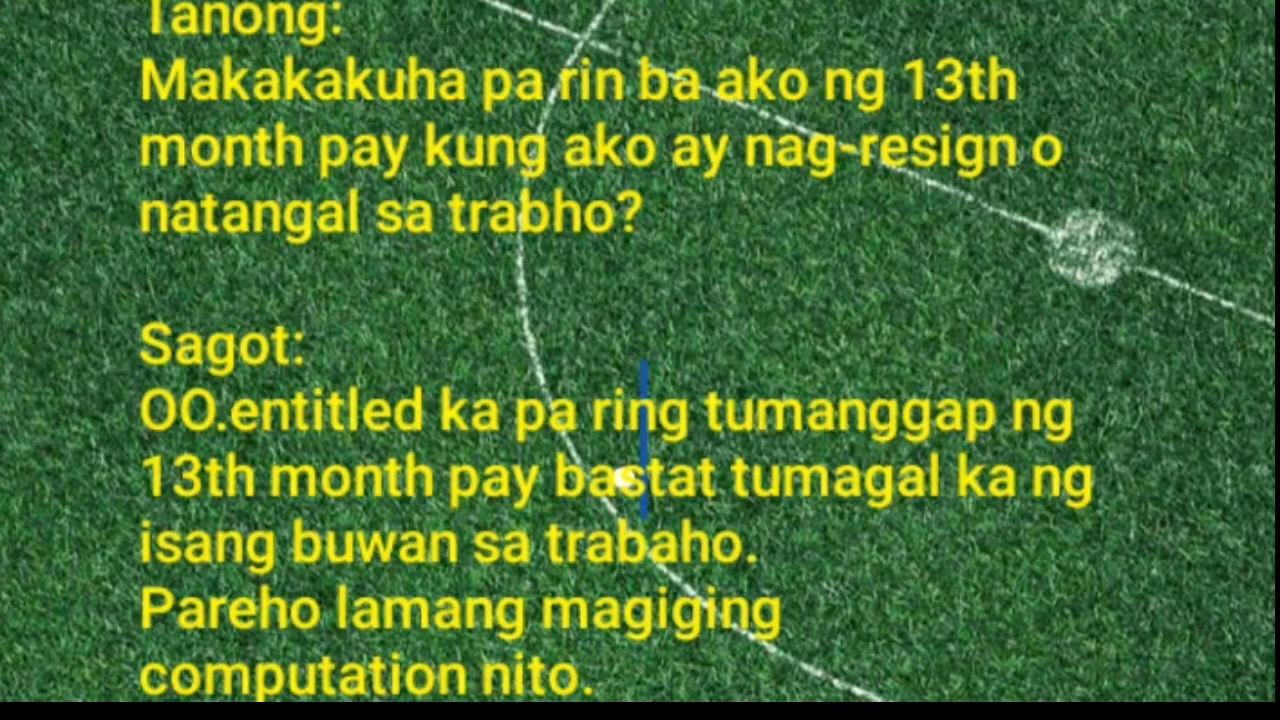 Tanong:
Makakakuha pa rin ba ako ng 13th
month pay kung ako ay nag-resign o
natangal sa trabho?
Sagot:
OO.entitled ka pa ring tumanggap ng
13th month pay bastat tumagal ka ng
isang buwan sa trabaho.
Pareho lamang magiging
computation nito.